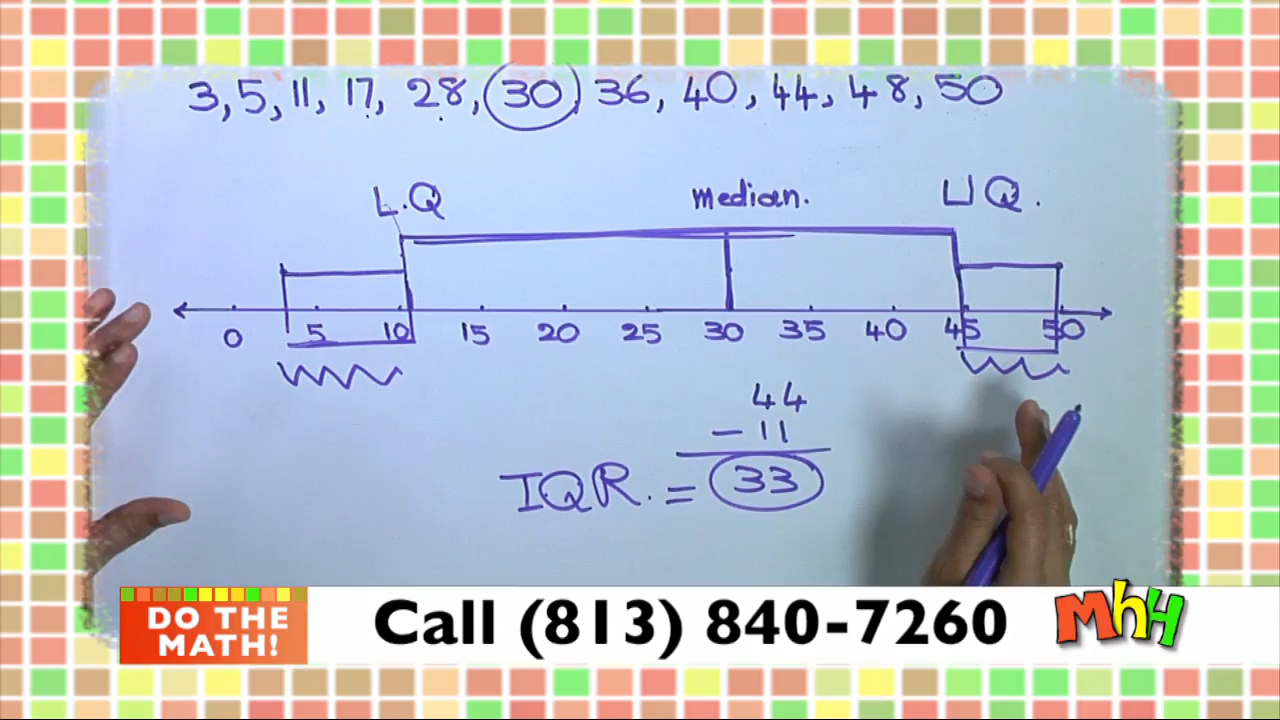 3, 5, 11, 17, 28, 30, 36, 40, 44, 48, 50
L.Q median. UQ.
0 5 10 15 20 25 30 35 40 45 50
44
- 11
IQR. = 33
DO THE
MATH!
Call (813) 840-7260
Mh4